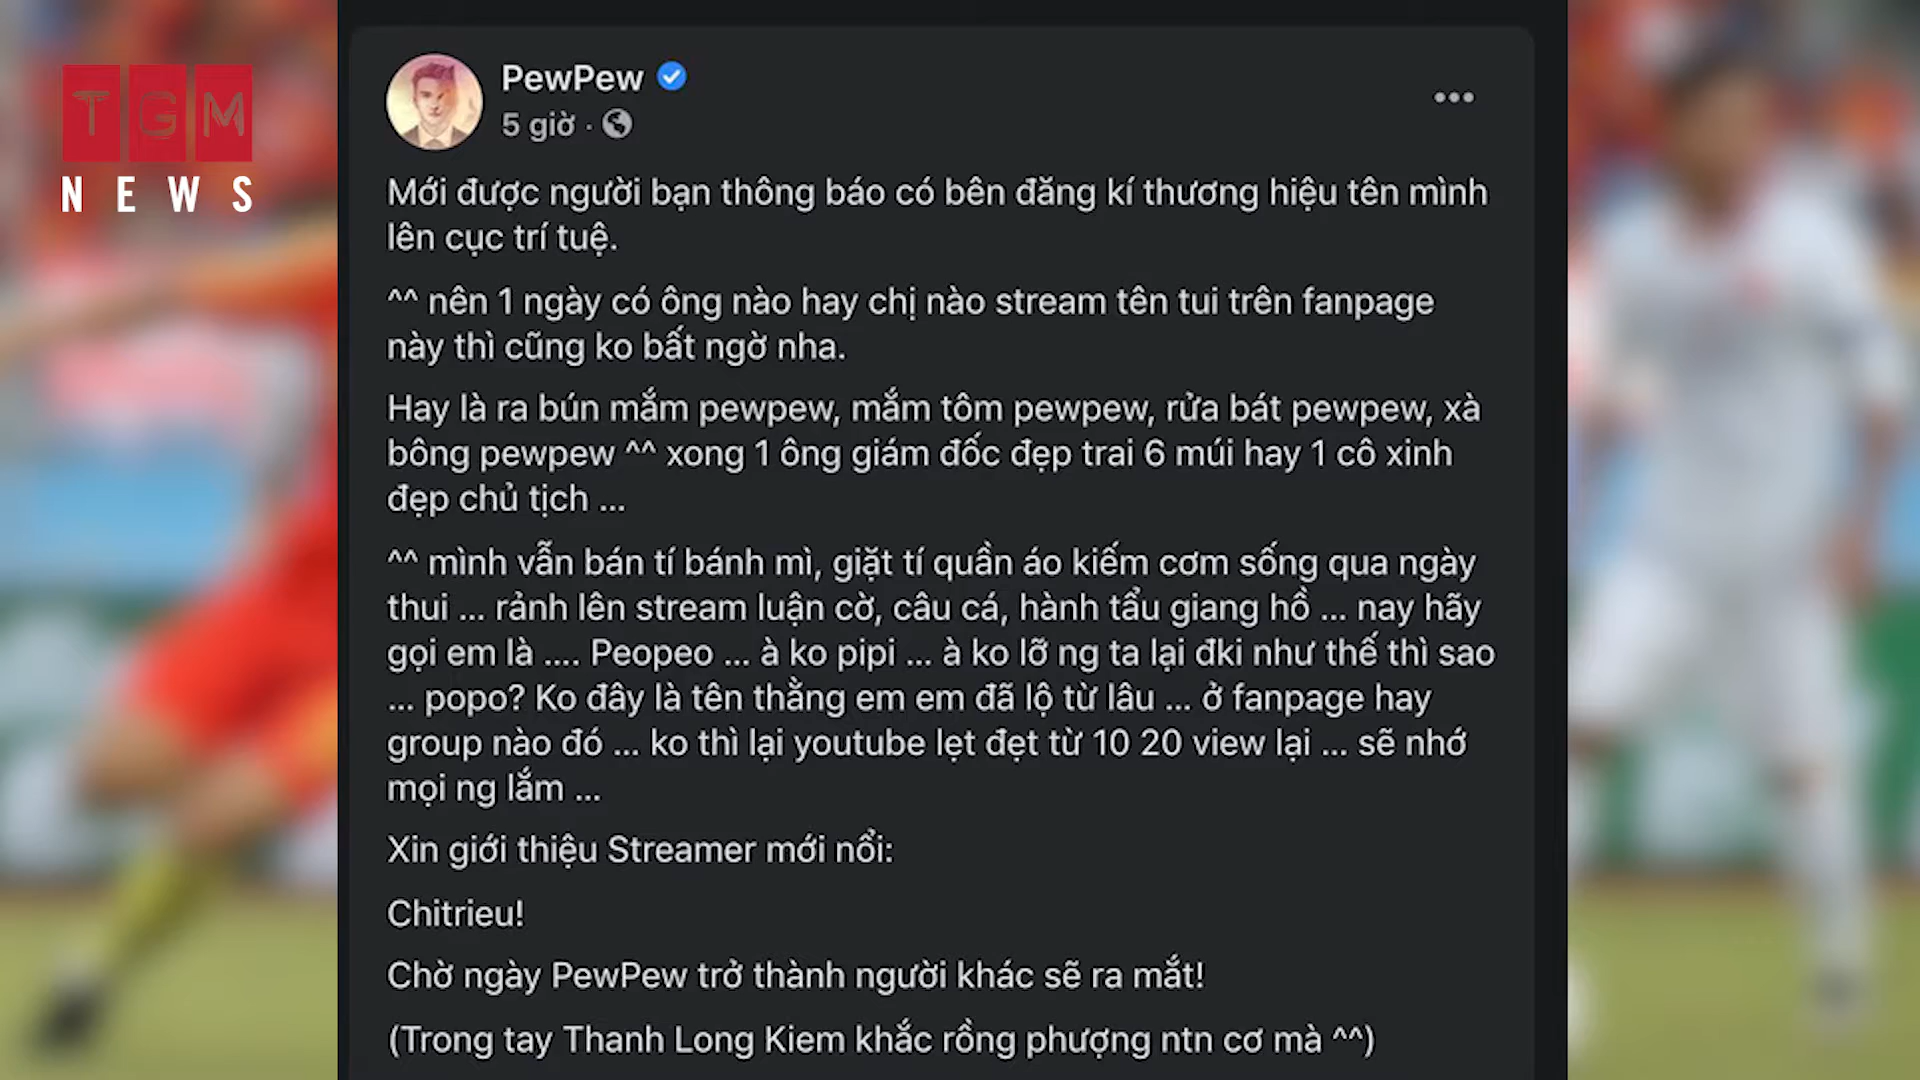 TGM
NEWS
PewPew
5 giờ ·
Mới được người bạn thông báo có bên đăng kí thương hiệu tên mình
lên cục trí tuệ.
^^ nên 1 ngày có ông nào hay chị nào stream tên tui trên fanpage
này thì cũng ko bất ngờ nha.
Hay là ra bún mắm pewpew, mắm tôm pewpew, rửa bát pewpew, xà
bông pewpew ^^ xong 1 ông giám đốc đẹp trai 6 múi hay 1 cô xinh
đẹp chủ tịch ...
^^ mình vẫn bán tí bánh mì, giặt tí quần áo kiếm cơm sống qua ngày
thui ... rảnh lên stream luận cờ, câu cá, hành tẩu giang hồ ... nay hãy
gọi em là .... Peopeo ... à ko pipi ... à ko lỡ ng ta lại đki như thế thì sao
... popo? Ko đây là tên thằng em em đã lộ từ lâu ... ở fanpage hay
group nào đó ... ko thì lại youtube lẹt đẹt từ 10 20 view lại ... sẽ nhớ
mọi ng lắm ...
Xin giới thiệu Streamer mới nổi:
Chitrieu!
Chờ ngày PewPew trở thành người khác sẽ ra mắt!
(Trong tay Thanh Long Kiem khắc rồng phượng ntn cơ mà ^^)